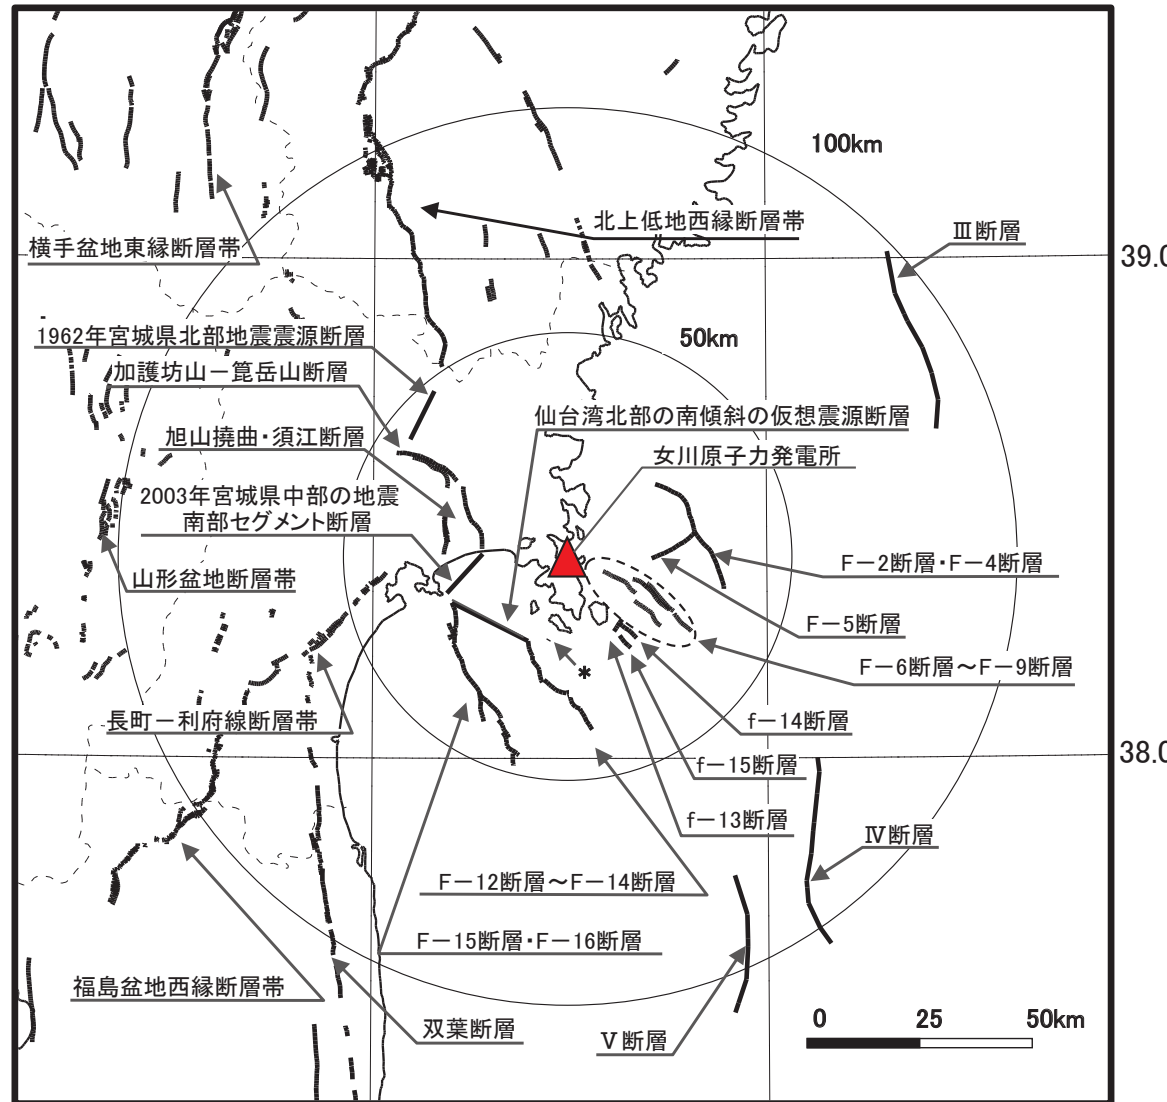 100km
北上低地西縁断層帯
Ⅲ断層
横手盆地東縁断層帯
39.0
1962年宮城県北部地震震源断層
50km
加護坊山－箟岳山断層
仙台湾北部の南傾斜の仮想震源断層
旭山撓曲・須江断層
女川原子力発電所
2003年宮城県中部の地震
南部セグメント断層
F－2断層・F－4断層
山形盆地断層帯
F－5断層
F－6断層～F－9断層
*
長町－利府線断層帯
f－14断層
38.0
f－15断層
f－13断層
Ⅳ断層
F－12断層～F－14断層
F－15断層・F－16断層
福島盆地西縁断層帯
双葉断層
Ⅴ断層
0 25 50km